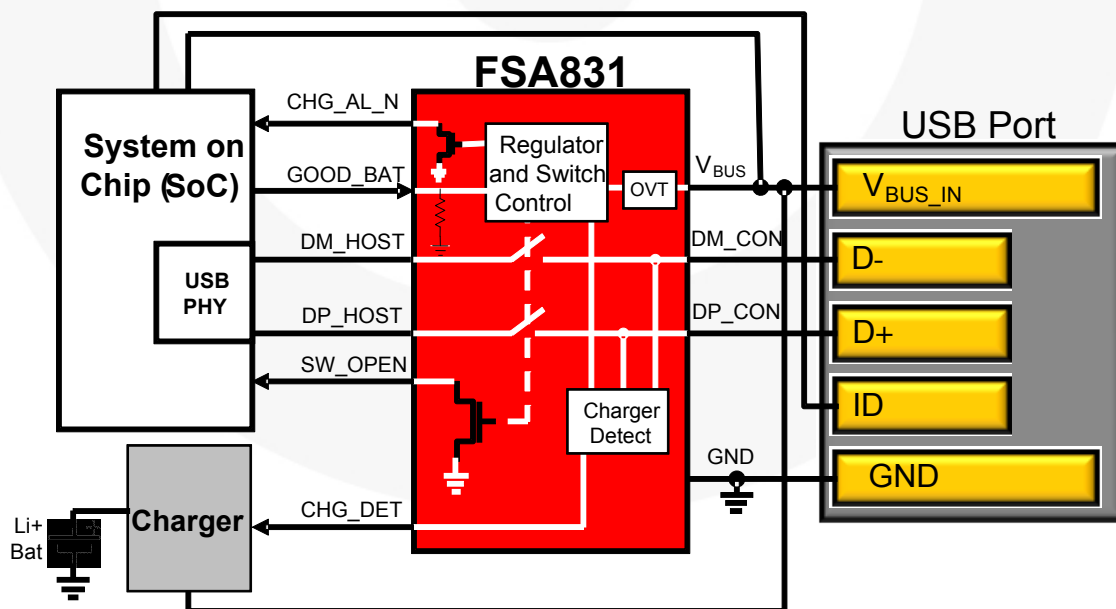 FSA831
USB Port
System on
Chip (SoC)
USB
PHY
CHG_AL_N
GOOD_BAT
DM_HOST
DP_HOST
SW_OPEN
CHG_DET
Regulator
and Switch
Control
OVT
Charger
Detect
VBUS
DM_CON
DP_CON
GND
VBUS_IN
D-
D+
ID
GND
Charger
Li+
Bat